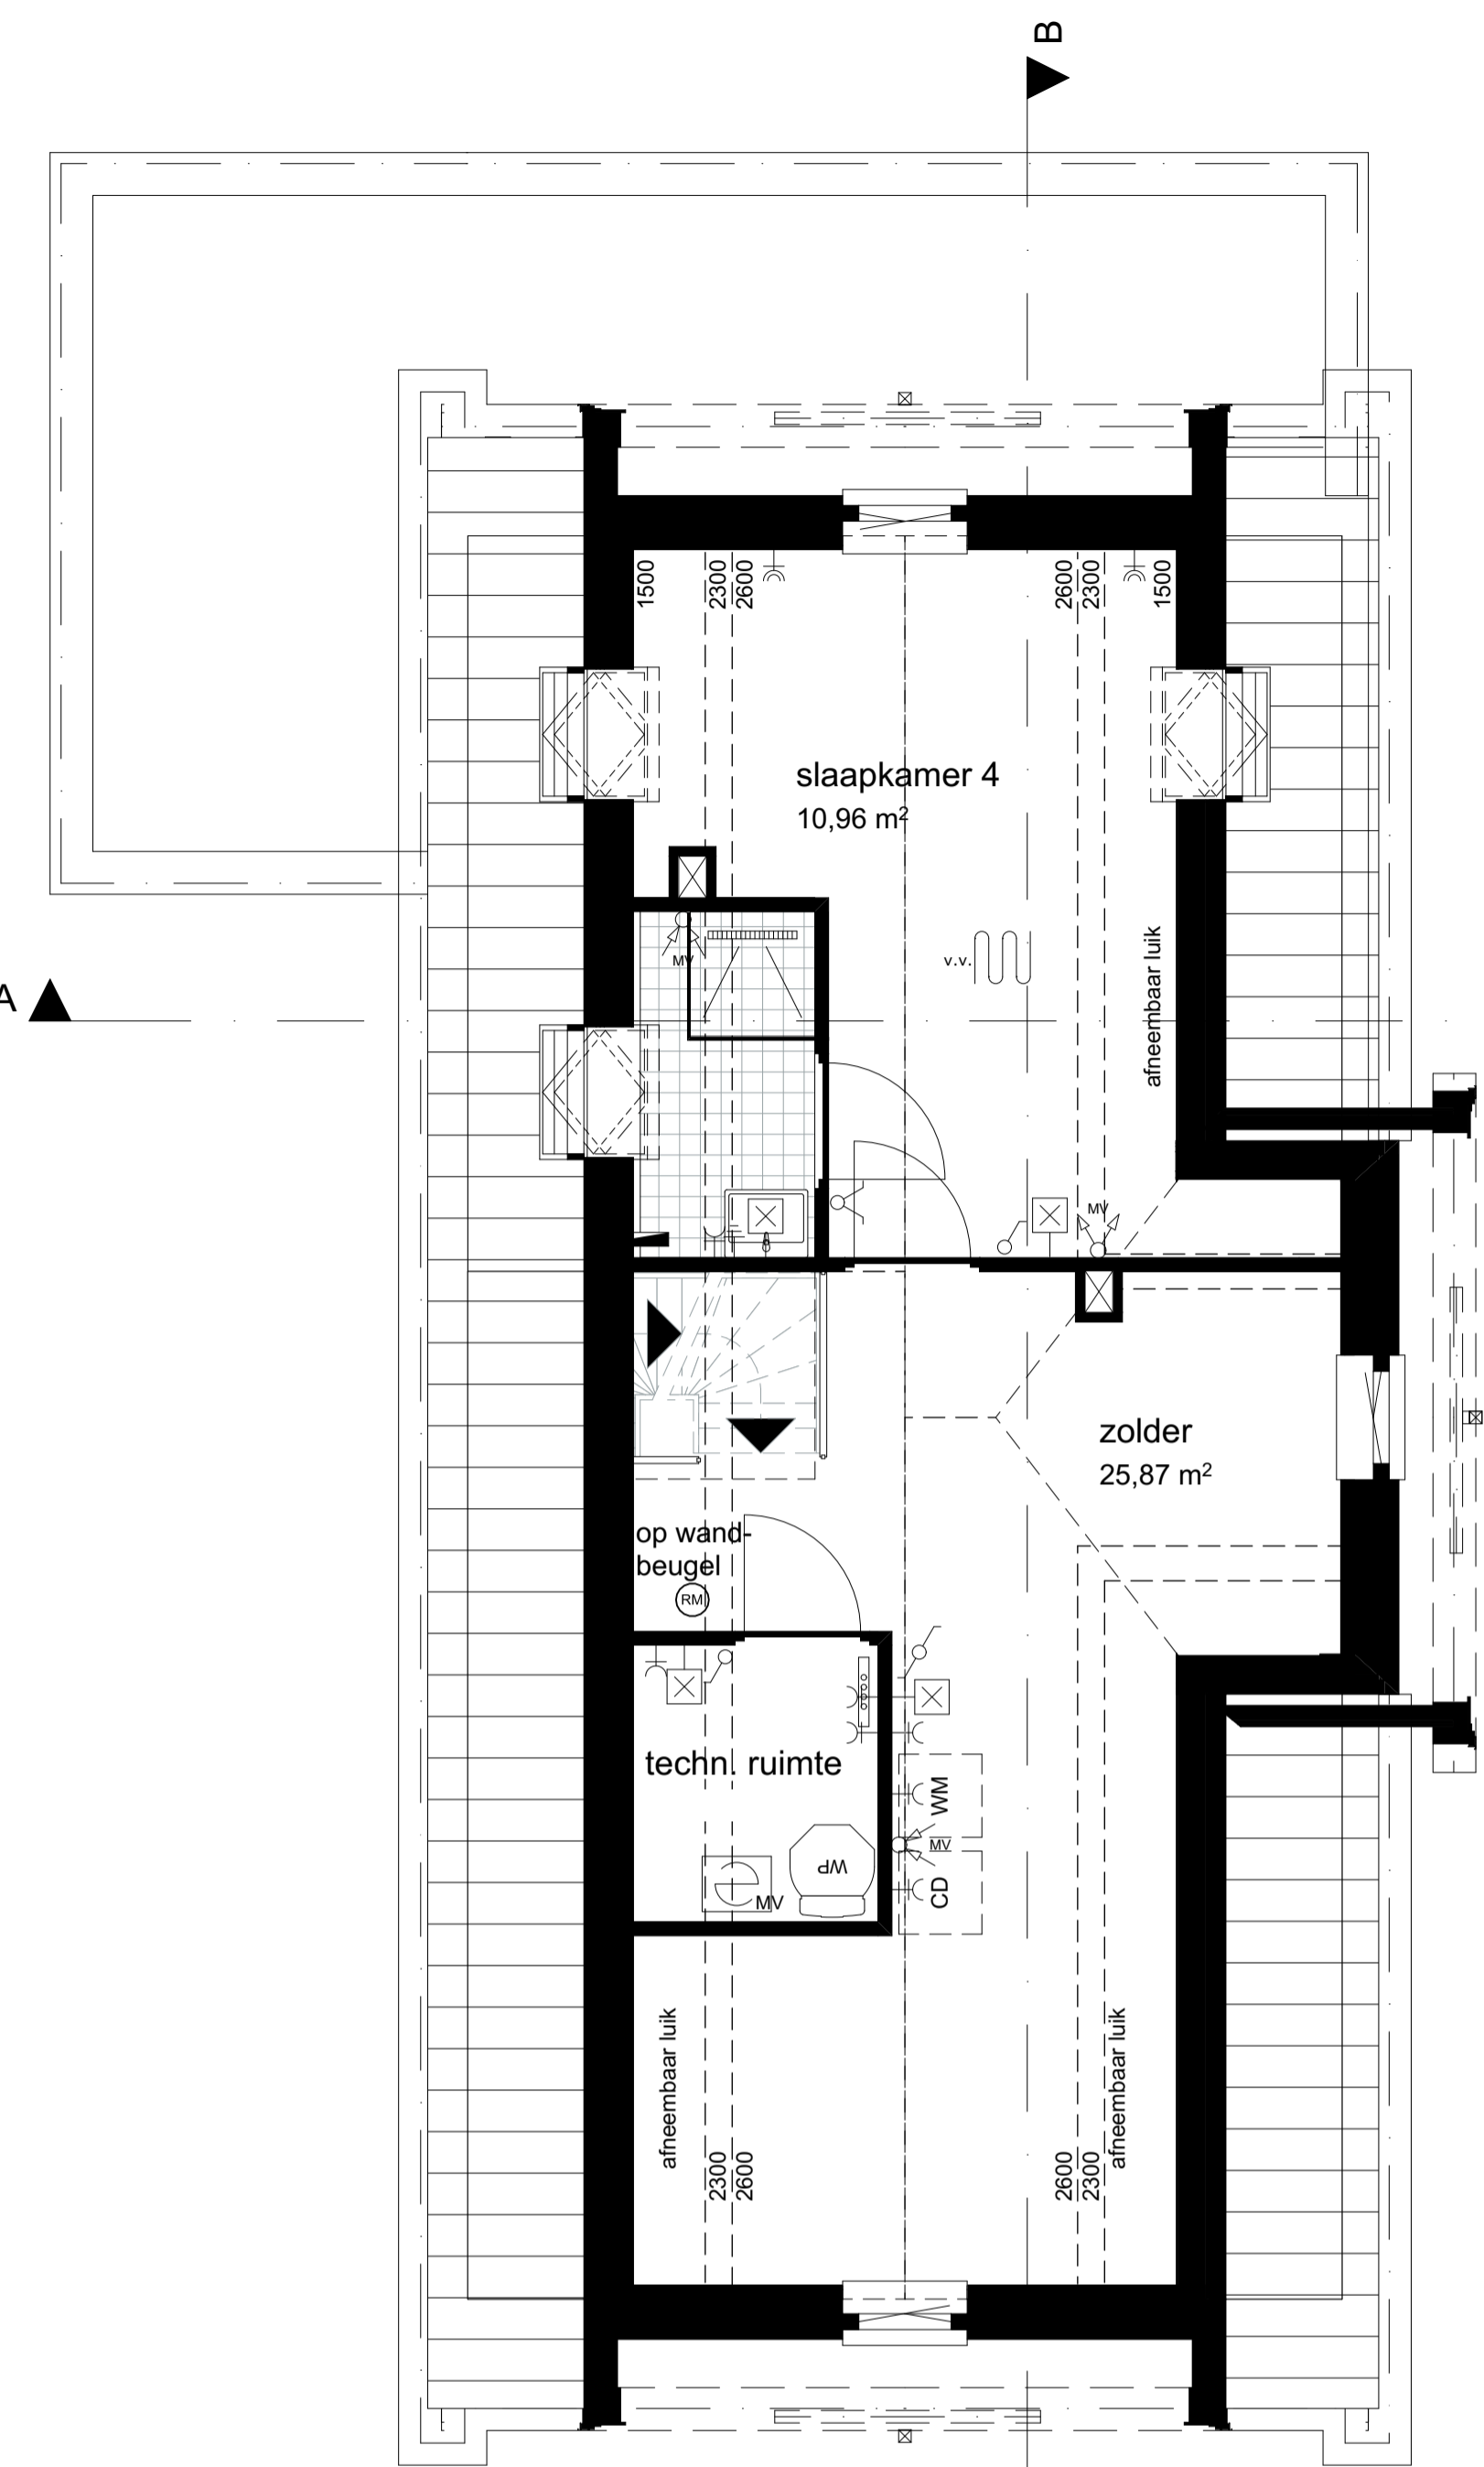 B
1500
2300
2600
2600
2300
1500
slaapkamer 4
10,96 m²
afneembaar luik
v.v.
MV
A
MV
zolder
25,87 m²
op wand-
beugel
RM
techn. ruimte
WM
MV
CD
WP
MV
afneembaar luik
afneembaar luik
2300
2600
2600
2300